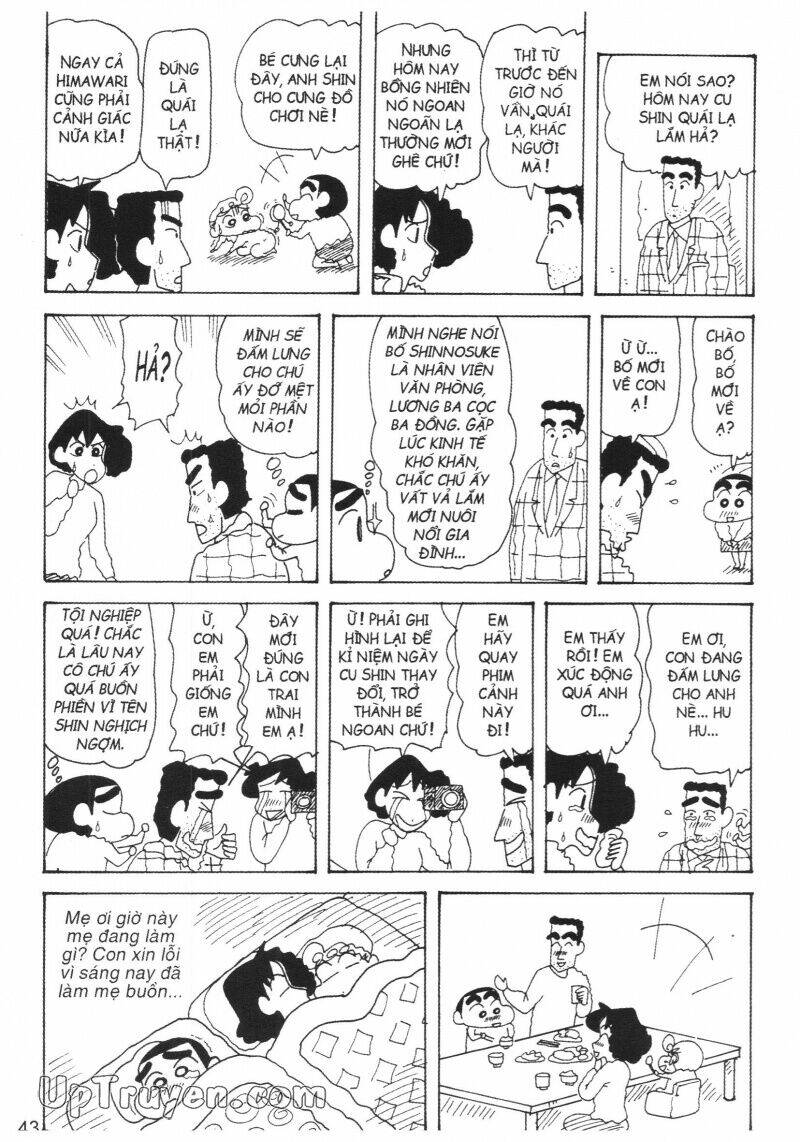 EM NÓI SAO?
HÔM NAY CU
SHIN QUÁI LẠ
LẮM HẢ?
THÌ TỪ
TRƯỚC ĐẾN
GIỜ NÓ
VẪN QUÁI
LẠ, KHÁC
NGƯỜI
MÀ!
NHƯNG
HÔM NAY
BỖNG NHIÊN
NÓ NGOAN
NGOÃN LẠ
THƯỜNG MỚI
GHÊ CHỨ!
BÉ CƯNG LẠI
ĐÂY, ANH SHIN
CHO CƯNG ĐỒ
CHƠI NÈ!
ĐÚNG
LÀ
QUÁI
LẠ
THẬT!
NGAY CẢ
HIMAWARI
CŨNG PHẢI
CẢNH GIÁC
NỮA KÌA!
CHÀO
BỐ,
BỐ
MỚI
VỀ
Ạ?
Ừ Ừ...
BỐ MỚI
VỀ CON
Ạ!
MÌNH NGHE NÓI
BỐ SHINNOSUKE
LÀ NHÂN VIÊN
VĂN PHÒNG,
LƯƠNG BA CỌC
BA ĐỒNG. GẶP
LÚC KINH TẾ
KHÓ KHĂN,
CHẮC CHÚ ẤY
VẤT VẢ LẮM
MỚI NUÔI
NỔI GIA
ĐÌNH...
MÌNH SẼ
ĐẤM LƯNG
CHO CHÚ
ẤY ĐỠ MỆT
MỎI PHẦN
NÀO!
HẢ?
EM ƠI,
CON ĐANG
ĐẤM LƯNG
CHO ANH
NÈ... HU
HU...
EM THẤY
RỒI! EM
XÚC ĐỘNG
QUÁ ANH
ƠI...
EM
HÃY
QUAY
PHIM
CẢNH
NÀY
ĐI!
Ừ! PHẢI GHI
HÌNH LẠI ĐỂ
KỈ NIỆM NGÀY
CU SHIN THAY
ĐỔI, TRỞ
THÀNH BÉ
NGOAN CHỨ!
ĐÂY
MỚI
ĐÚNG
LÀ CON
TRAI
MÌNH
EM Ạ!
Ừ,
CON
EM
PHẢI
GIỐNG
EM
CHỨ!
TỘI NGHIỆP
QUÁ! CHẮC
LÀ LÂU NAY
CÔ CHÚ ẤY
QUÁ BUỒN
PHIỀN VÌ TÊN
SHIN NGHỊCH
NGỢM.
Mẹ ơi giờ này
mẹ đang làm
gì? Con xin lỗi
vì sáng nay đã
làm mẹ buồn...
UpTruyen.com
43